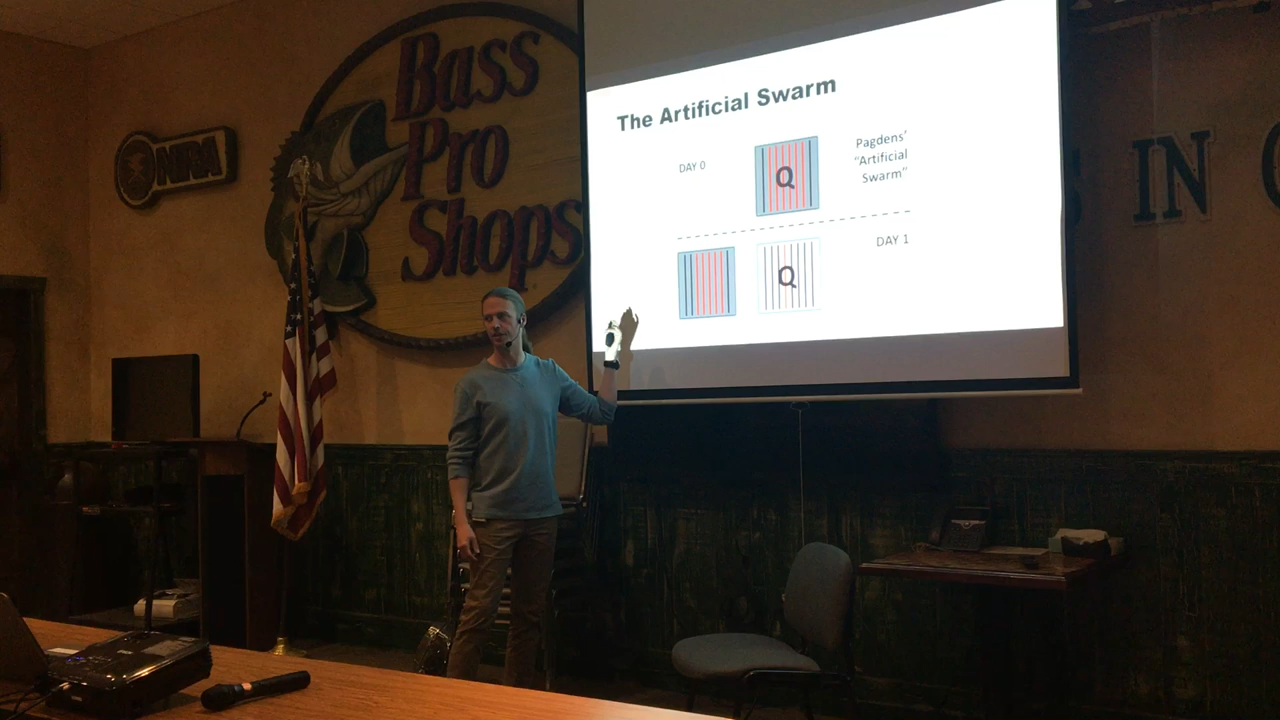 NRA
Bass
Pro
Shops
The Artificial Swarm
DAY 0
Q
Pagdens'
"Artificial
Swarm"
DAY 1
Q
IN